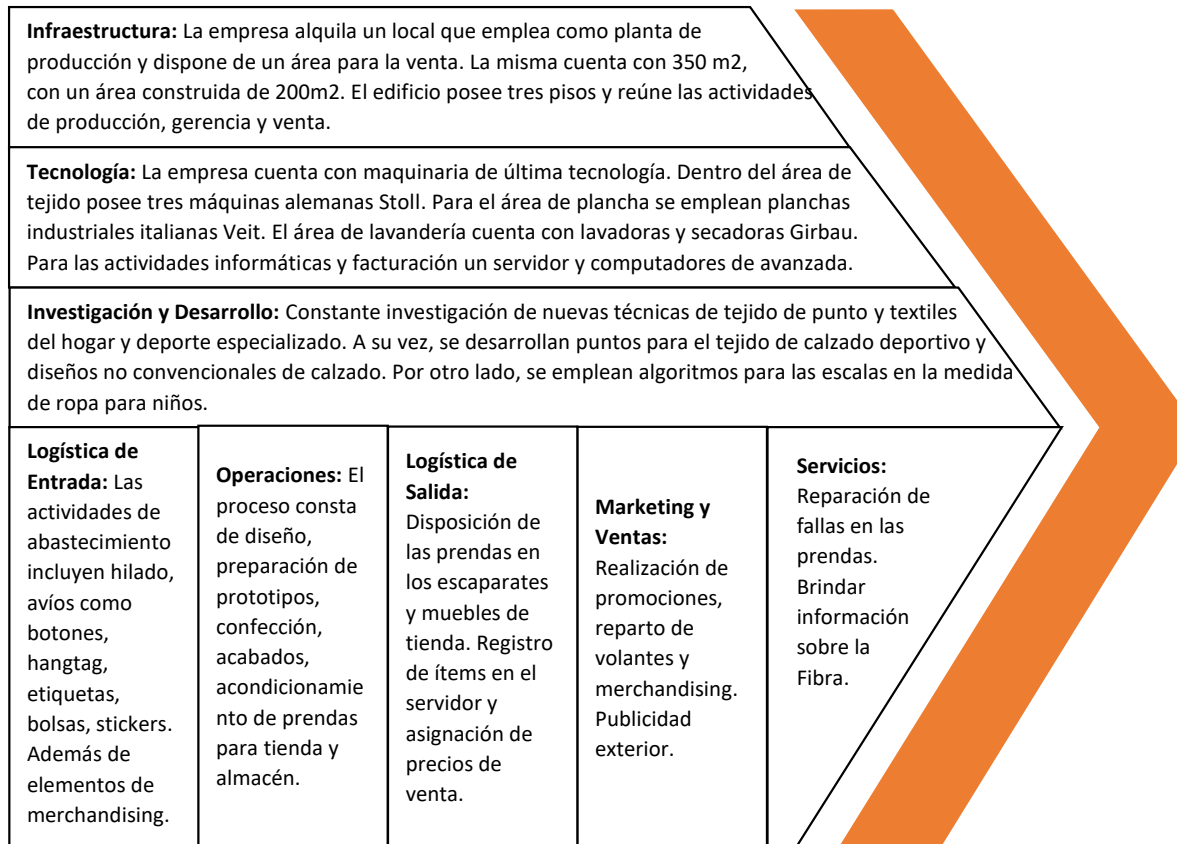 Infraestructura: La empresa alquila un local que emplea como planta de
producción y dispone de un área para la venta. La misma cuenta con 350 m2,
con un área construida de 200m2. El edificio posee tres pisos y reúne las actividades
de producción, gerencia y venta.
Tecnología: La empresa cuenta con maquinaria de última tecnología. Dentro del área de
tejido posee tres máquinas alemanas Stoll. Para el área de plancha se emplean planchas
industriales italianas Veit. El área de lavandería cuenta con lavadoras y secadoras Girbau.
Para las actividades informáticas y facturación un servidor y computadores de avanzada.
Investigación y Desarrollo: Constante investigación de nuevas técnicas de tejido de punto y textiles
del hogar y deporte especializado. A su vez, se desarrollan puntos para el tejido de calzado deportivo y
diseños no convencionales de calzado. Por otro lado, se emplean algoritmos para las escalas en la medida
de ropa para niños.
Logística de
Entrada: Las
actividades de
abastecimiento
incluyen hilado,
avíos como
botones,
hangtag,
etiquetas,
bolsas, stickers.
Además de
elementos de
merchandising.
Operaciones: El
proceso consta
de diseño,
preparación de
prototipos,
confección,
acabados,
acondicionamie
nto de prendas
para tienda y
almacén.
Logística de
Salida:
Disposición de
las prendas en
los escaparates
y muebles de
tienda. Registro
de ítems en el
servidor y
asignación de
precios de
venta.
Marketing y
Ventas:
Realización de
promociones,
reparto de
volantes y
merchandising.
Publicidad
exterior.
Servicios:
Reparación de
fallas en las
prendas.
Brindar
información
sobre la
Fibra.